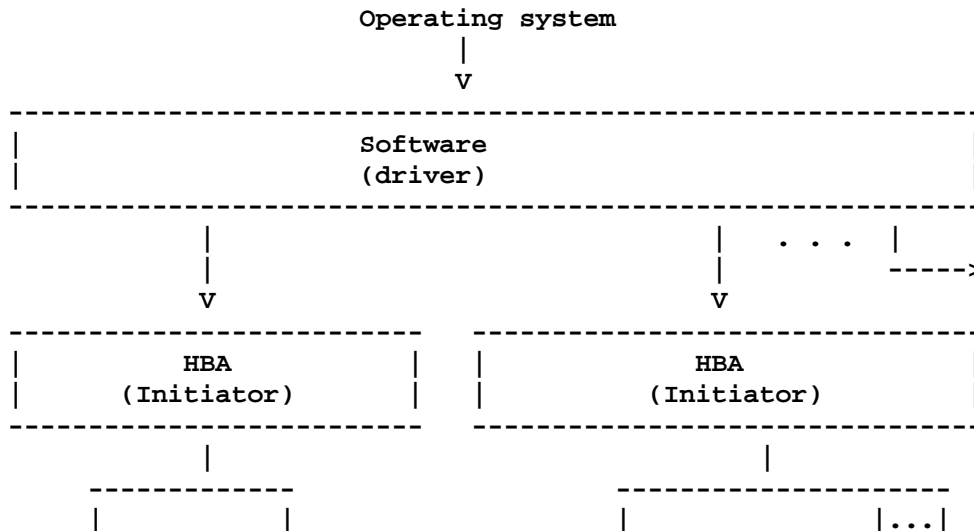 Operating system
Software
(driver)
. . .
HBA HBA
(Initiator) (Initiator)
...